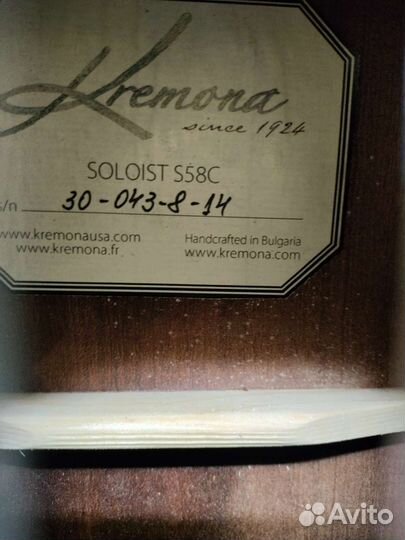 Kremona
since 1924
SOLOIST S58C
s/n 30-043-8-14
www.kremonausa.com
www.kremona.fr
Handcrafted in Bulgaria
www.kremona.com
Avito